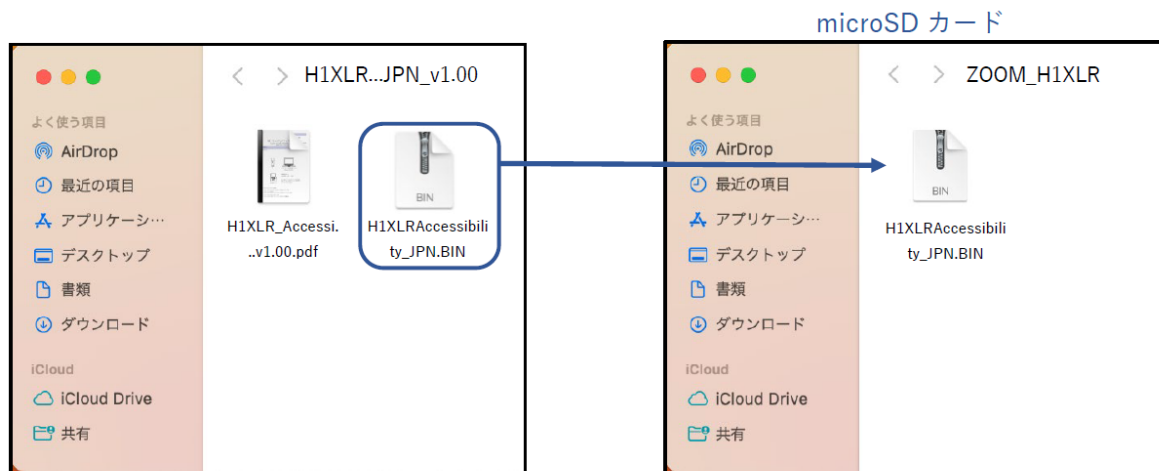 microSD カード
H1XLR...JPN_v1.00
よく使う項目
AirDrop
最近の項目
アプリケーシ…
デスクトップ
書類
ダウンロード
iCloud
iCloud Drive
共有
H1XLR_Accessi.
..v1.00.pdf
BIN
H1XLRAccessibili
ty_JPN.BIN
ZOOM_H1XLR
よく使う項目
AirDrop
最近の項目
アプリケーシ…
デスクトップ
書類
ダウンロード
iCloud
iCloud Drive
共有
BIN
H1XLRAccessibili
ty_JPN.BIN